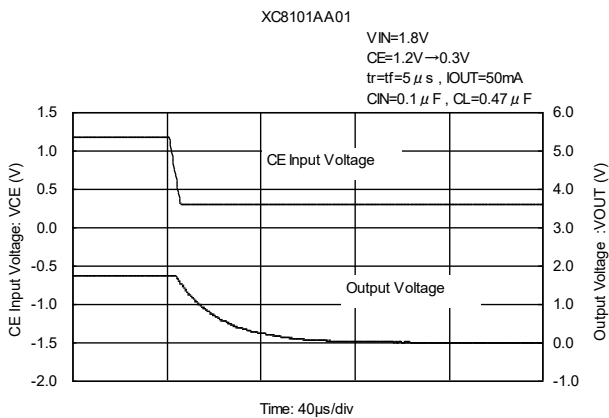 XC8101AA01
VIN=1.8V
CE=1.2V→0.3V
tr=tf=5μs , IOUT=50mA
CIN=0.1μF , CL=0.47μF
CE Input Voltage: VCE (V)
1.5
1.0
0.5
0.0
-0.5
-1.0
-1.5
-2.0
CE Input Voltage
Output Voltage
6.0
5.0
4.0
3.0
2.0
1.0
0.0
-1.0
Output Voltage :VOUT (V)
Time: 40μs/div